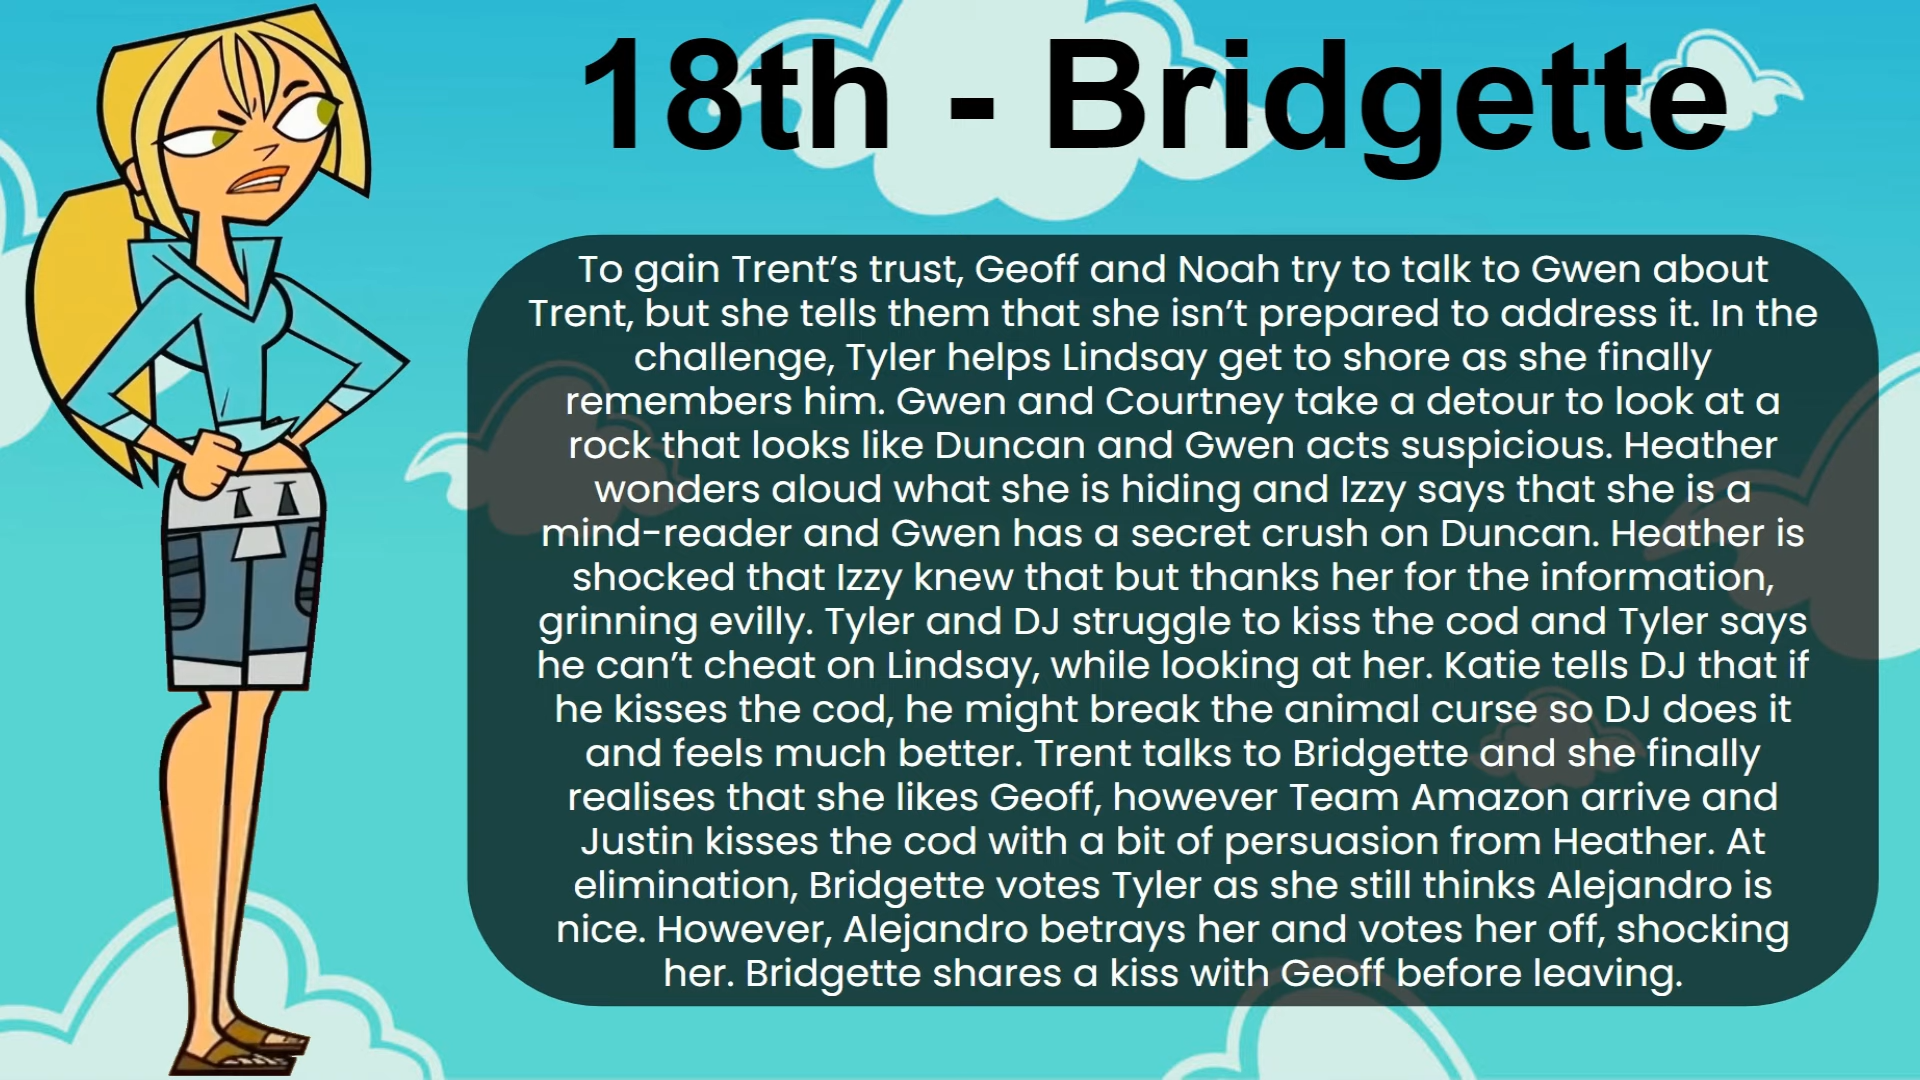 18th - Bridgette
To gain Trent’s trust, Geoff and Noah try to talk to Gwen about
Trent, but she tells them that she isn’t prepared to address it. In the
challenge, Tyler helps Lindsay get to shore as she finally
remembers him. Gwen and Courtney take a detour to look at a
rock that looks like Duncan and Gwen acts suspicious. Heather
wonders aloud what she is hiding and Izzy says that she is a
mind-reader and Gwen has a secret crush on Duncan. Heather is
shocked that Izzy knew that but thanks her for the information,
grinning evilly. Tyler and DJ struggle to kiss the cod and Tyler says
he can’t cheat on Lindsay, while looking at her. Katie tells DJ that if
he kisses the cod, he might break the animal curse so DJ does it
and feels much better. Trent talks to Bridgette and she finally
realises that she likes Geoff, however Team Amazon arrive and
Justin kisses the cod with a bit of persuasion from Heather. At
elimination, Bridgette votes Tyler as she still thinks Alejandro is
nice. However, Alejandro betrays her and votes her off, shocking
her. Bridgette shares a kiss with Geoff before leaving.